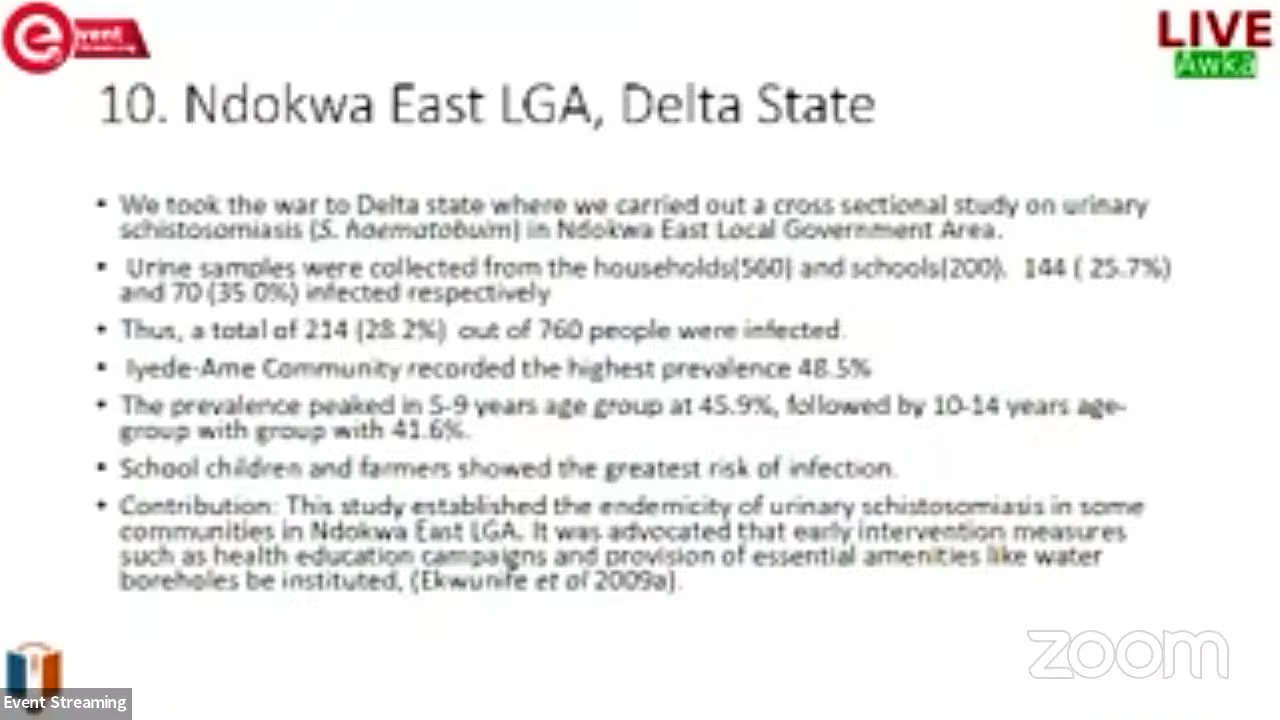 event
Streaming
LIVE
Awka
10. Ndokwa East LGA, Delta State
• We took the war to Delta state where we carried out a cross sectional study on urinary
schistosomiasis (S. haematobuim) in Ndokwa East Local Government Area.
• Urine samples were collected from the households(560) and schools(200). 144 ( 25.7%)
and 70 (35.0%) infected respectively
• Thus, a total of 214 (28.2%) out of 760 people were infected.
• Iyede-Ame Community recorded the highest prevalence 48.5%
• The prevalence peaked in 5-9 years age group at 45.9%, followed by 10-14 years age-
group with group with 41.6%.
• School children and farmers showed the greatest risk of infection.
• Contribution: This study established the endemicity of urinary schistosomiasis in some
communities in Ndokwa East LGA. It was advocated that early intervention measures
such as health education campaigns and provision of essential amenities like water
boreholes be instituted, (Ekwunife et al 2009a).
zoom
Event Streaming